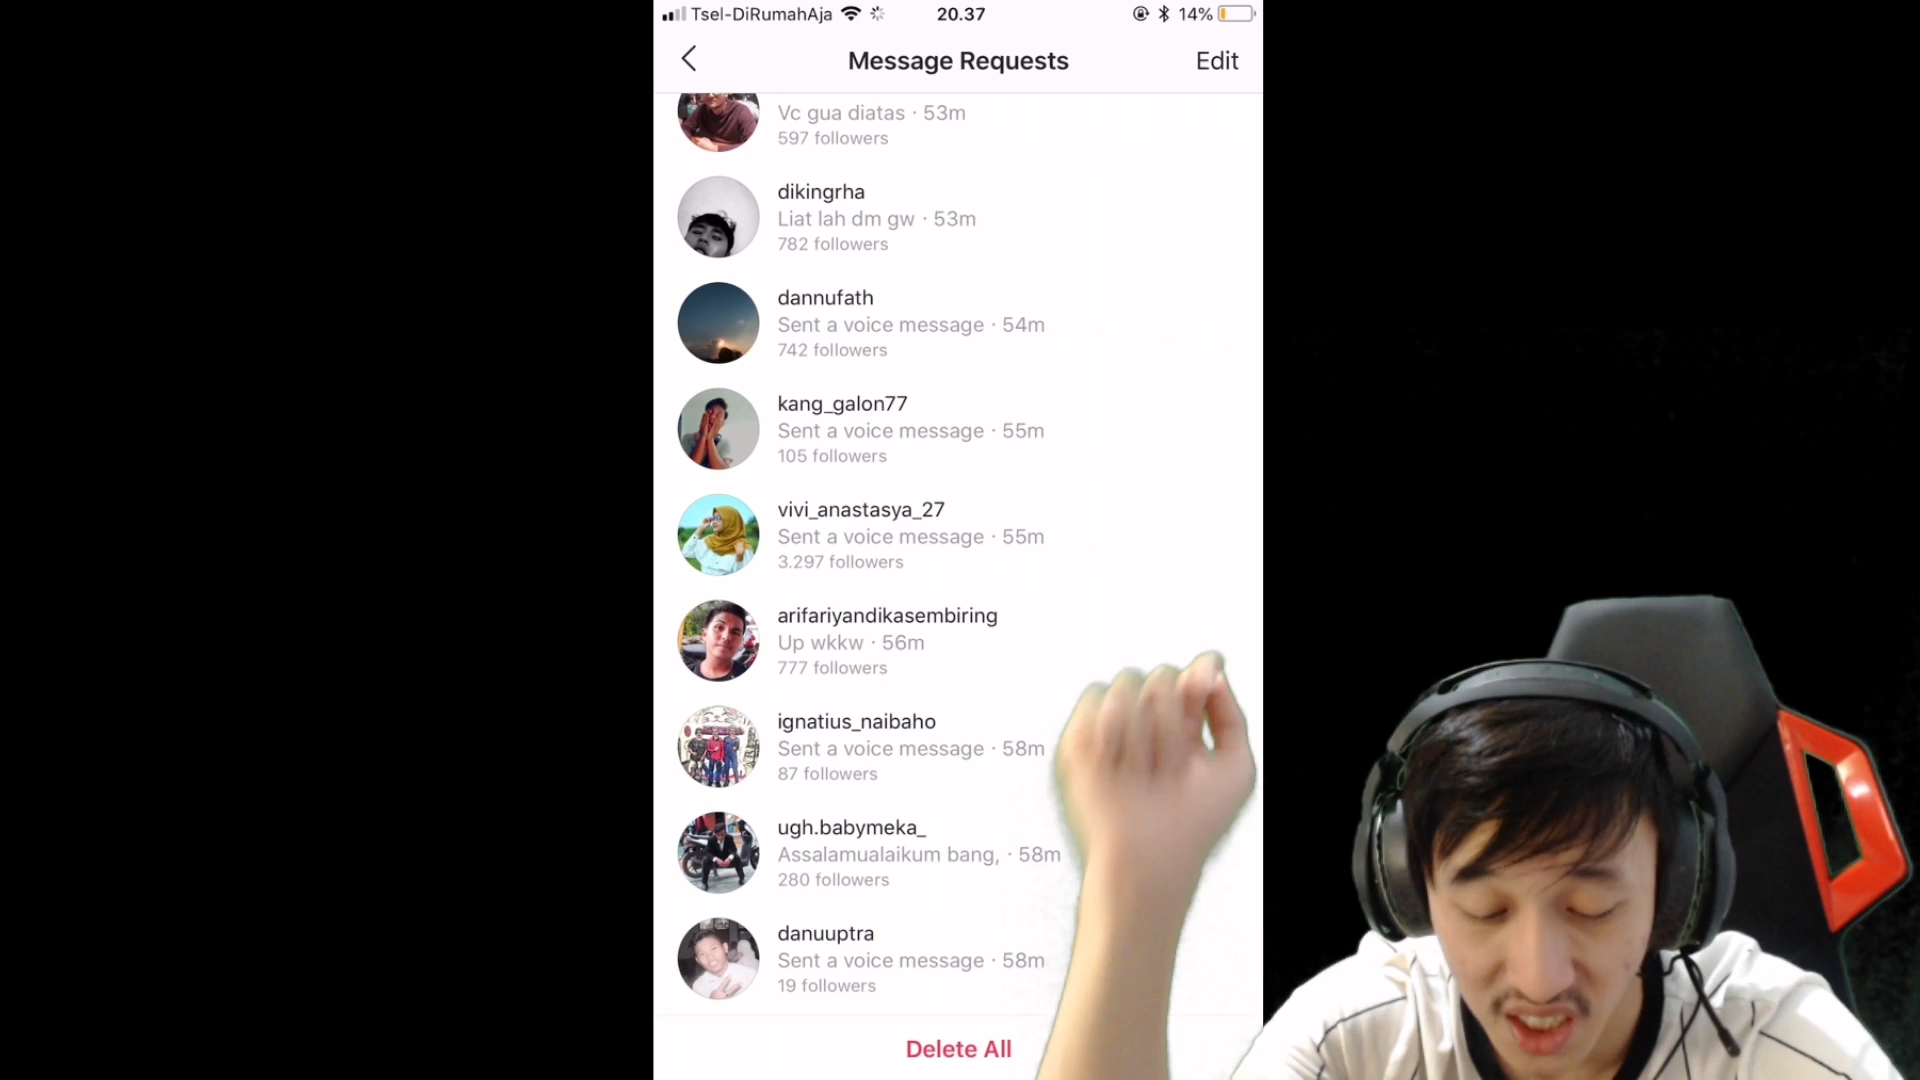 Tsel-DiRumahAja
20.37
14%
Message Requests
Edit
Vc gua diatas · 53m
597 followers
dikingrha
Liat lah dm gw · 53m
782 followers
dannufath
Sent a voice message · 54m
742 followers
kang_galon77
Sent a voice message · 55m
105 followers
vivi_anastasya_27
Sent a voice message · 55m
3.297 followers
arifariyandikasembiring
Up wkkw · 56m
777 followers
ignatius_naibaho
Sent a voice message · 58m
87 followers
ugh.babymeka_
Assalamualaikum bang, · 58m
280 followers
danuuptra
Sent a voice message · 58m
19 followers
Delete All